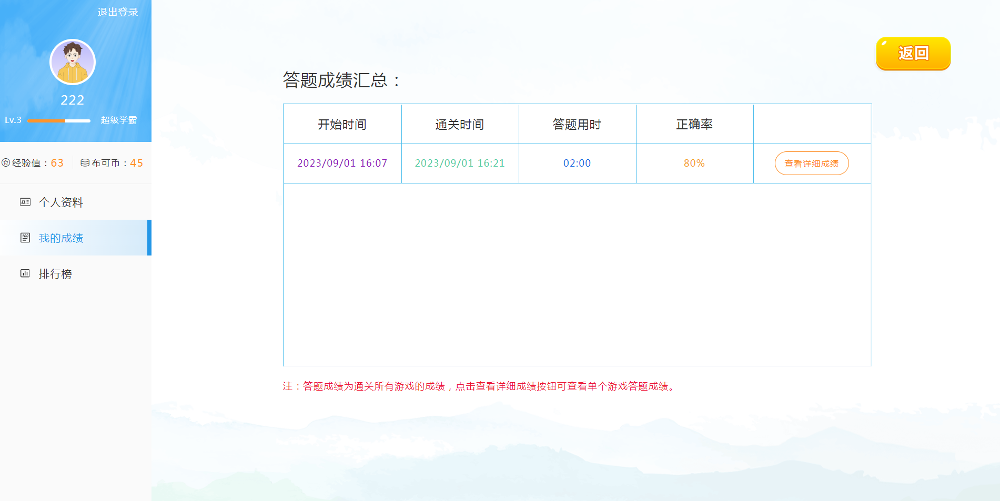 退出登录
222
Lv.3 超级学霸
经验值：63 布可币：45
个人资料
我的成绩
排行榜
返回
答题成绩汇总：
开始时间 通关时间 答题用时 正确率
2023/09/01 16:07 2023/09/01 16:21 02:00 80% 查看详细成绩
注：答题成绩为通关所有游戏的成绩，点击查看详细成绩按钮可查看单个游戏答题成绩。